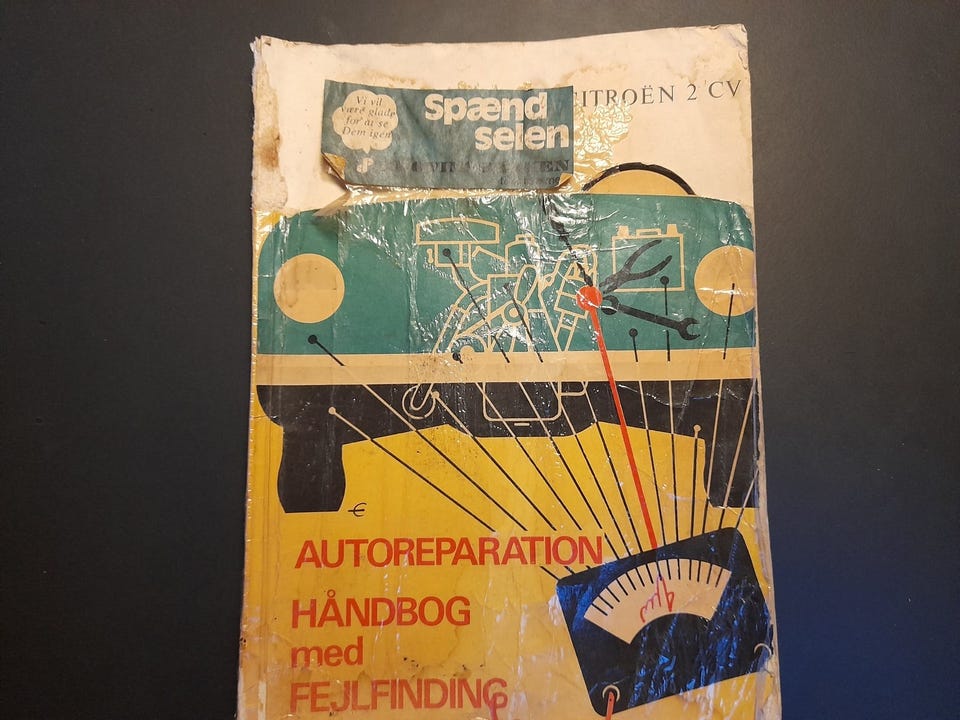 CITROËN 2 CV
Vi vil
være glade
for at se
Dem igen
Spænd
selen
AUTOREPARATION
HÅNDBOG
med
FEJLFINDING